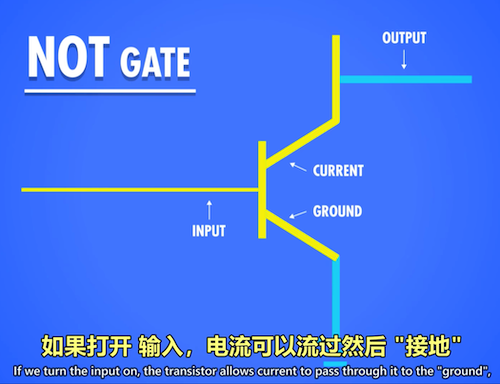 NOT GATE
OUTPUT
CURRENT
GROUND
INPUT
如果打开 输入，电流可以流过然后 "接地"
If we turn the input on, the transistor allows current to pass through it to the "ground",